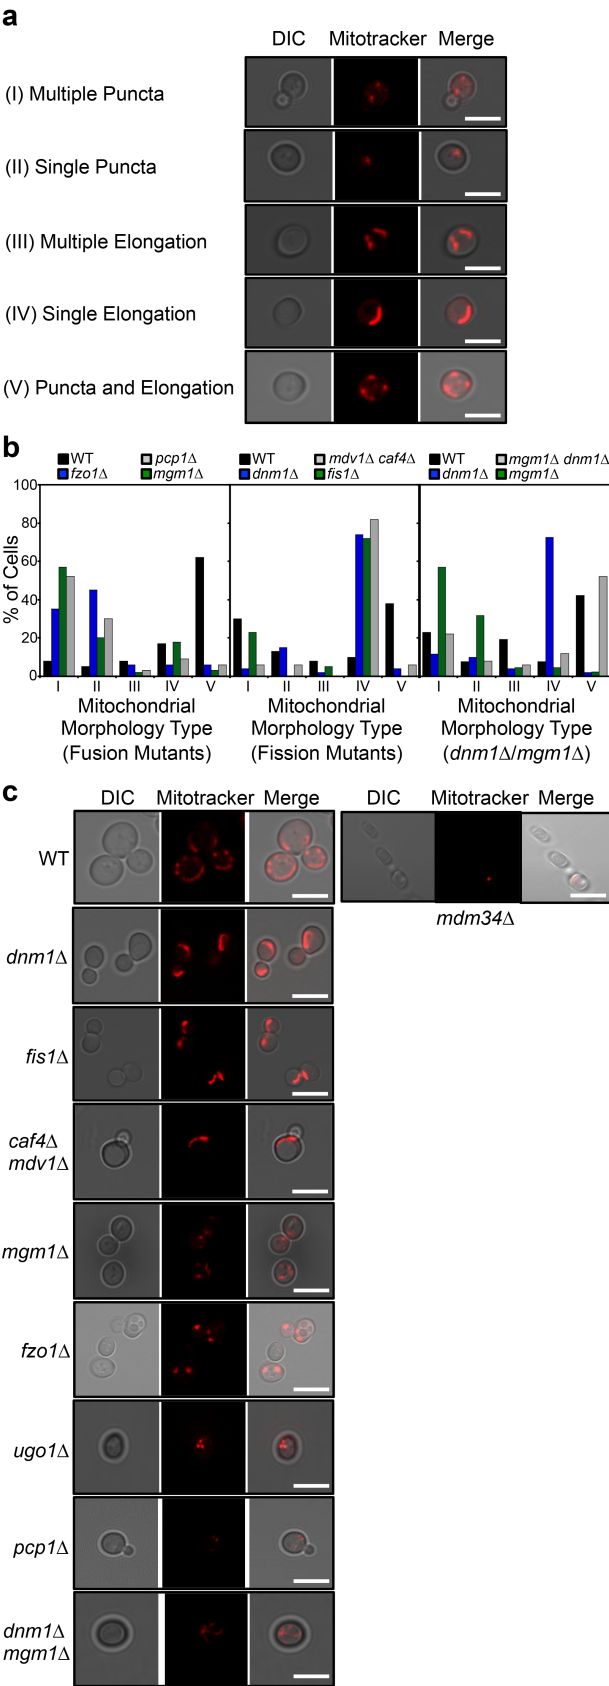 a
DIC Mitotracker Merge
(I) Multiple Puncta
(II) Single Puncta
(III) Multiple Elongation
(IV) Single Elongation
(V) Puncta and Elongation
b
WT pcp1Δ WT mdv1Δ caf4Δ WT mgm1Δ dnm1Δ
fzo1Δ mgm1Δ dnm1Δ fis1Δ dnm1Δ mgm1Δ
100
80
60
40
20
0
% of Cells
I II III IV V I II III IV V I II III IV V
Mitochondrial Mitochondrial Mitochondrial
Morphology Type Morphology Type Morphology Type
(Fusion Mutants) (Fission Mutants) (dnm1Δ/mgm1Δ)
c
DIC Mitotracker Merge DIC Mitotracker Merge
WT
mdm34Δ
dnm1Δ
fis1Δ
caf4Δ
mdv1Δ
mgm1Δ
fzo1Δ
ugo1Δ
pcp1Δ
dnm1Δ
mgm1Δ